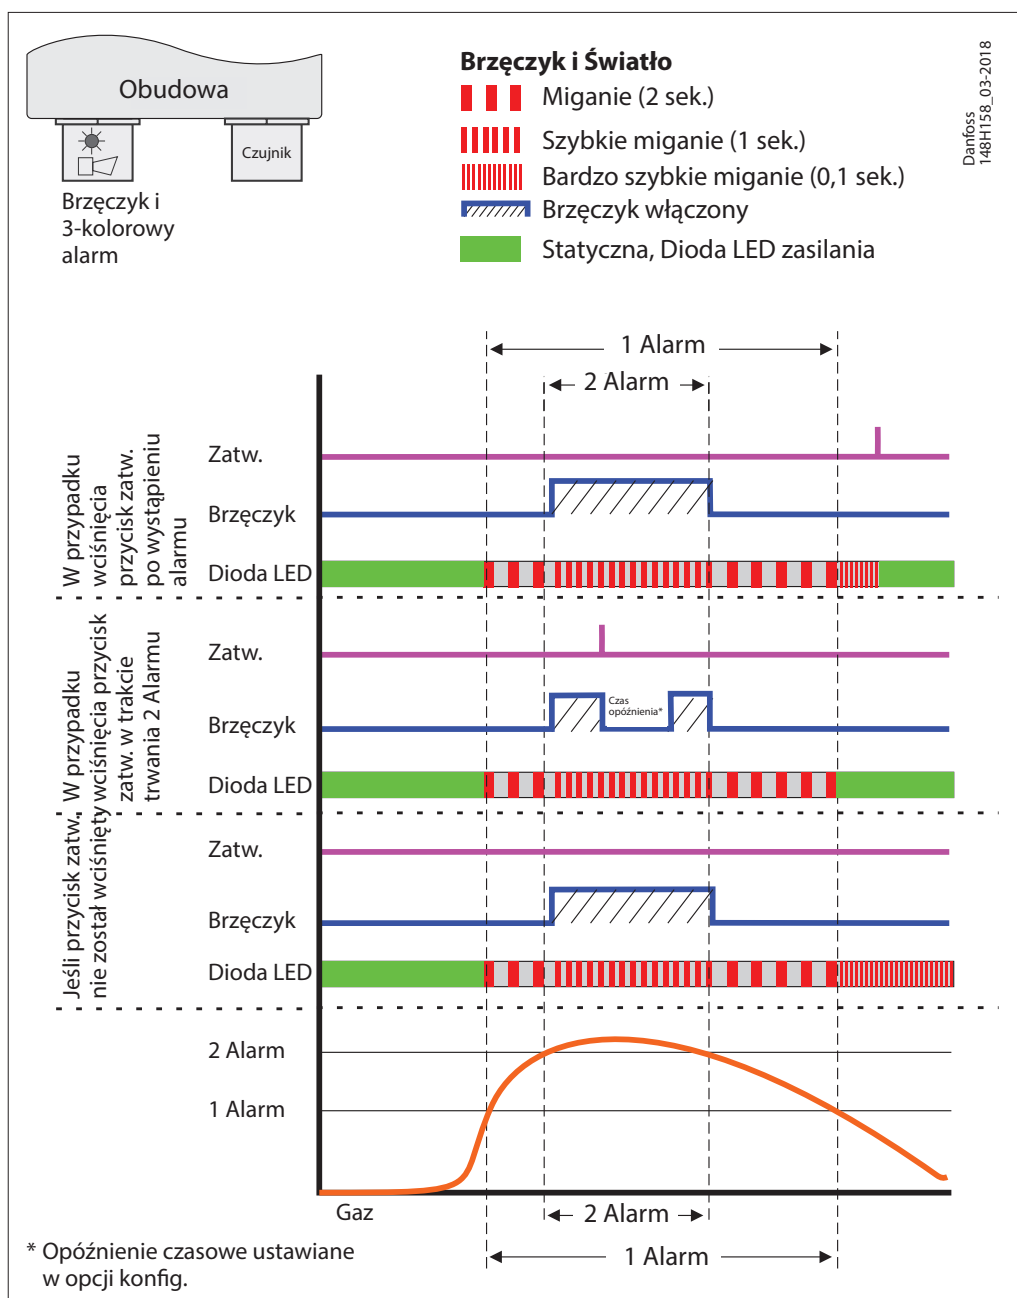 Obudowa
Czujnik
Brzęczyk i
3-kolorowy
alarm
Brzęczyk i Światło
Miganie (2 sek.)
Szybkie miganie (1 sek.)
Bardzo szybkie miganie (0,1 sek.)
Brzęczyk włączony
Statyczna, Dioda LED zasilania
Danfoss
148H158_03-2018
1 Alarm
2 Alarm
W przypadku
wciśnięcia
przycisk zatw.
po wystąpieniu
alarmu
Zatw.
Brzęczyk
Dioda LED
W przypadku
wciśnięcia przycisk
zatw. w trakcie
trwania 2 Alarmu
Zatw.
Brzęczyk
Czas
opóźnienia*
Dioda LED
Jeśli przycisk zatw.
nie został wciśnięty
Zatw.
Brzęczyk
Dioda LED
2 Alarm
1 Alarm
Gaz
2 Alarm
1 Alarm
* Opóźnienie czasowe ustawiane
w opcji konfig.